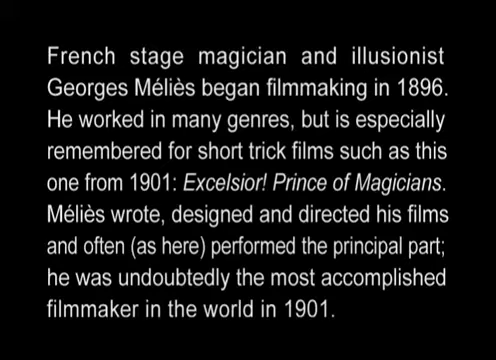 French stage magician and illusionist
Georges Méliès began filmmaking in 1896.
He worked in many genres, but is especially
remembered for short trick films such as this
one from 1901: Excelsior! Prince of Magicians.
Méliès wrote, designed and directed his films
and often (as here) performed the principal part;
he was undoubtedly the most accomplished
filmmaker in the world in 1901.